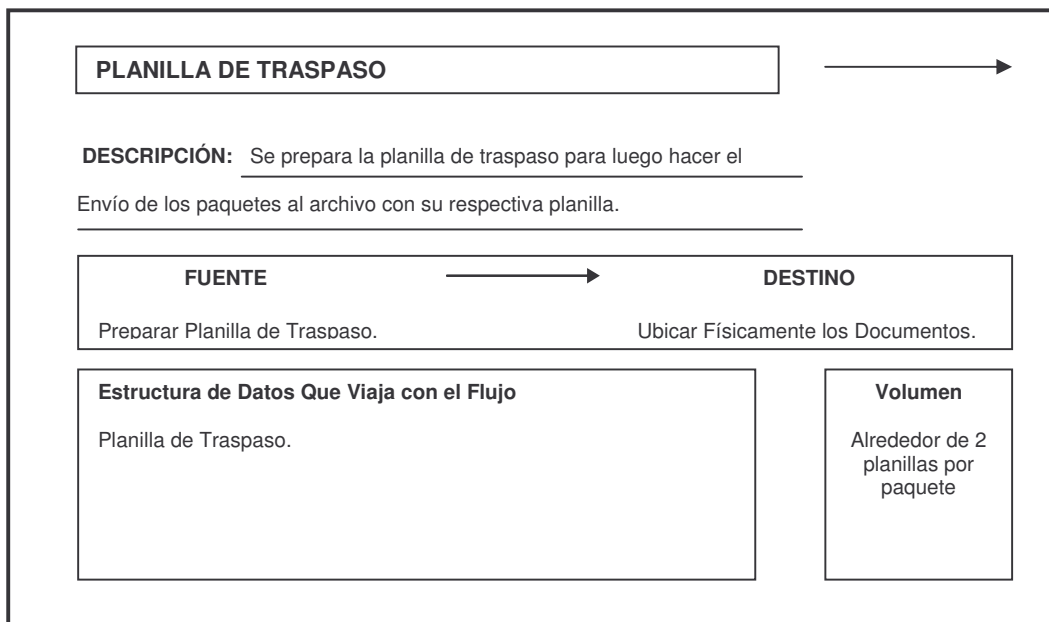 PLANILLA DE TRASPASO
DESCRIPCIÓN: Se prepara la planilla de traspaso para luego hacer el
Envío de los paquetes al archivo con su respectiva planilla.
FUENTE DESTINO
Preparar Planilla de Traspaso. Ubicar Físicamente los Documentos.
Estructura de Datos Que Viaja con el Flujo
Planilla de Traspaso.
Volumen
Alrededor de 2
planillas por
paquete